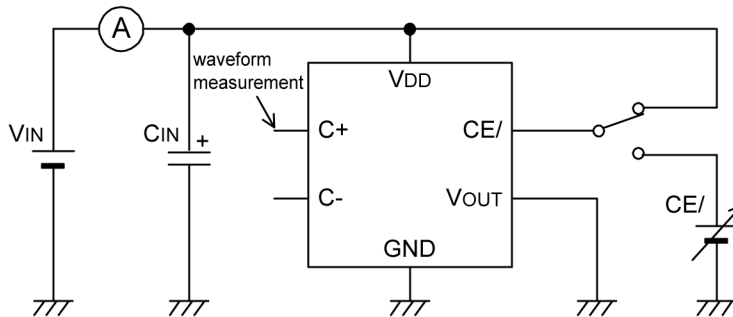 A
waveform
measurement
VDD
VIN
CIN
+
C+
CE/
C-
VOUT
CE/
GND